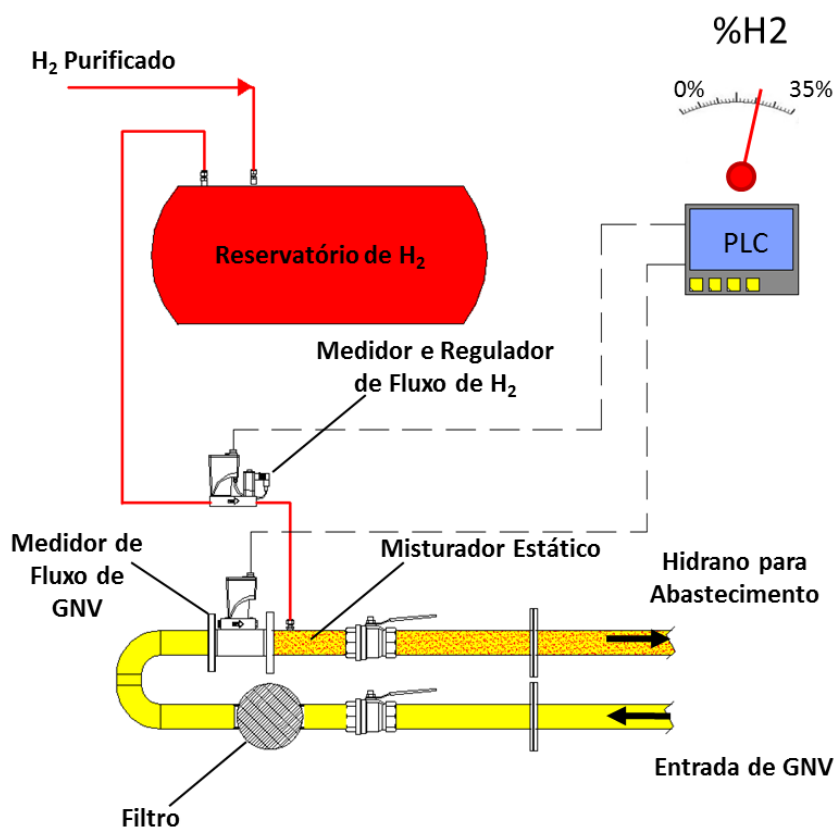 %H2
H₂ Purificado
0%
35%
PLC
Reservatório de H₂
Medidor e Regulador
de Fluxo de H₂
Medidor de
Fluxo de
GNV
Misturador Estático
Hidrano para
Abastecimento
Entrada de GNV
Filtro